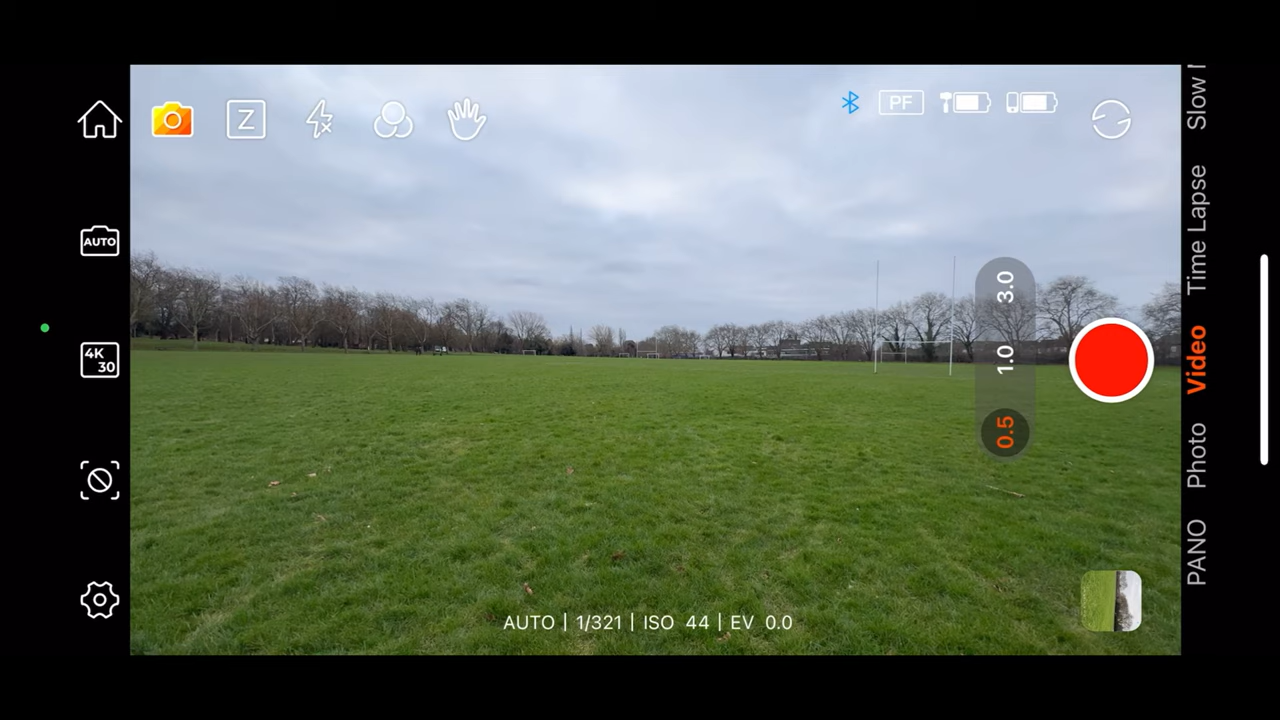 Z
PF
AUTO
4K
30
3.0
1.0
0.5
Slow
Time Lapse
Video
Photo
PANO
AUTO | 1/321 | ISO 44 | EV 0.0